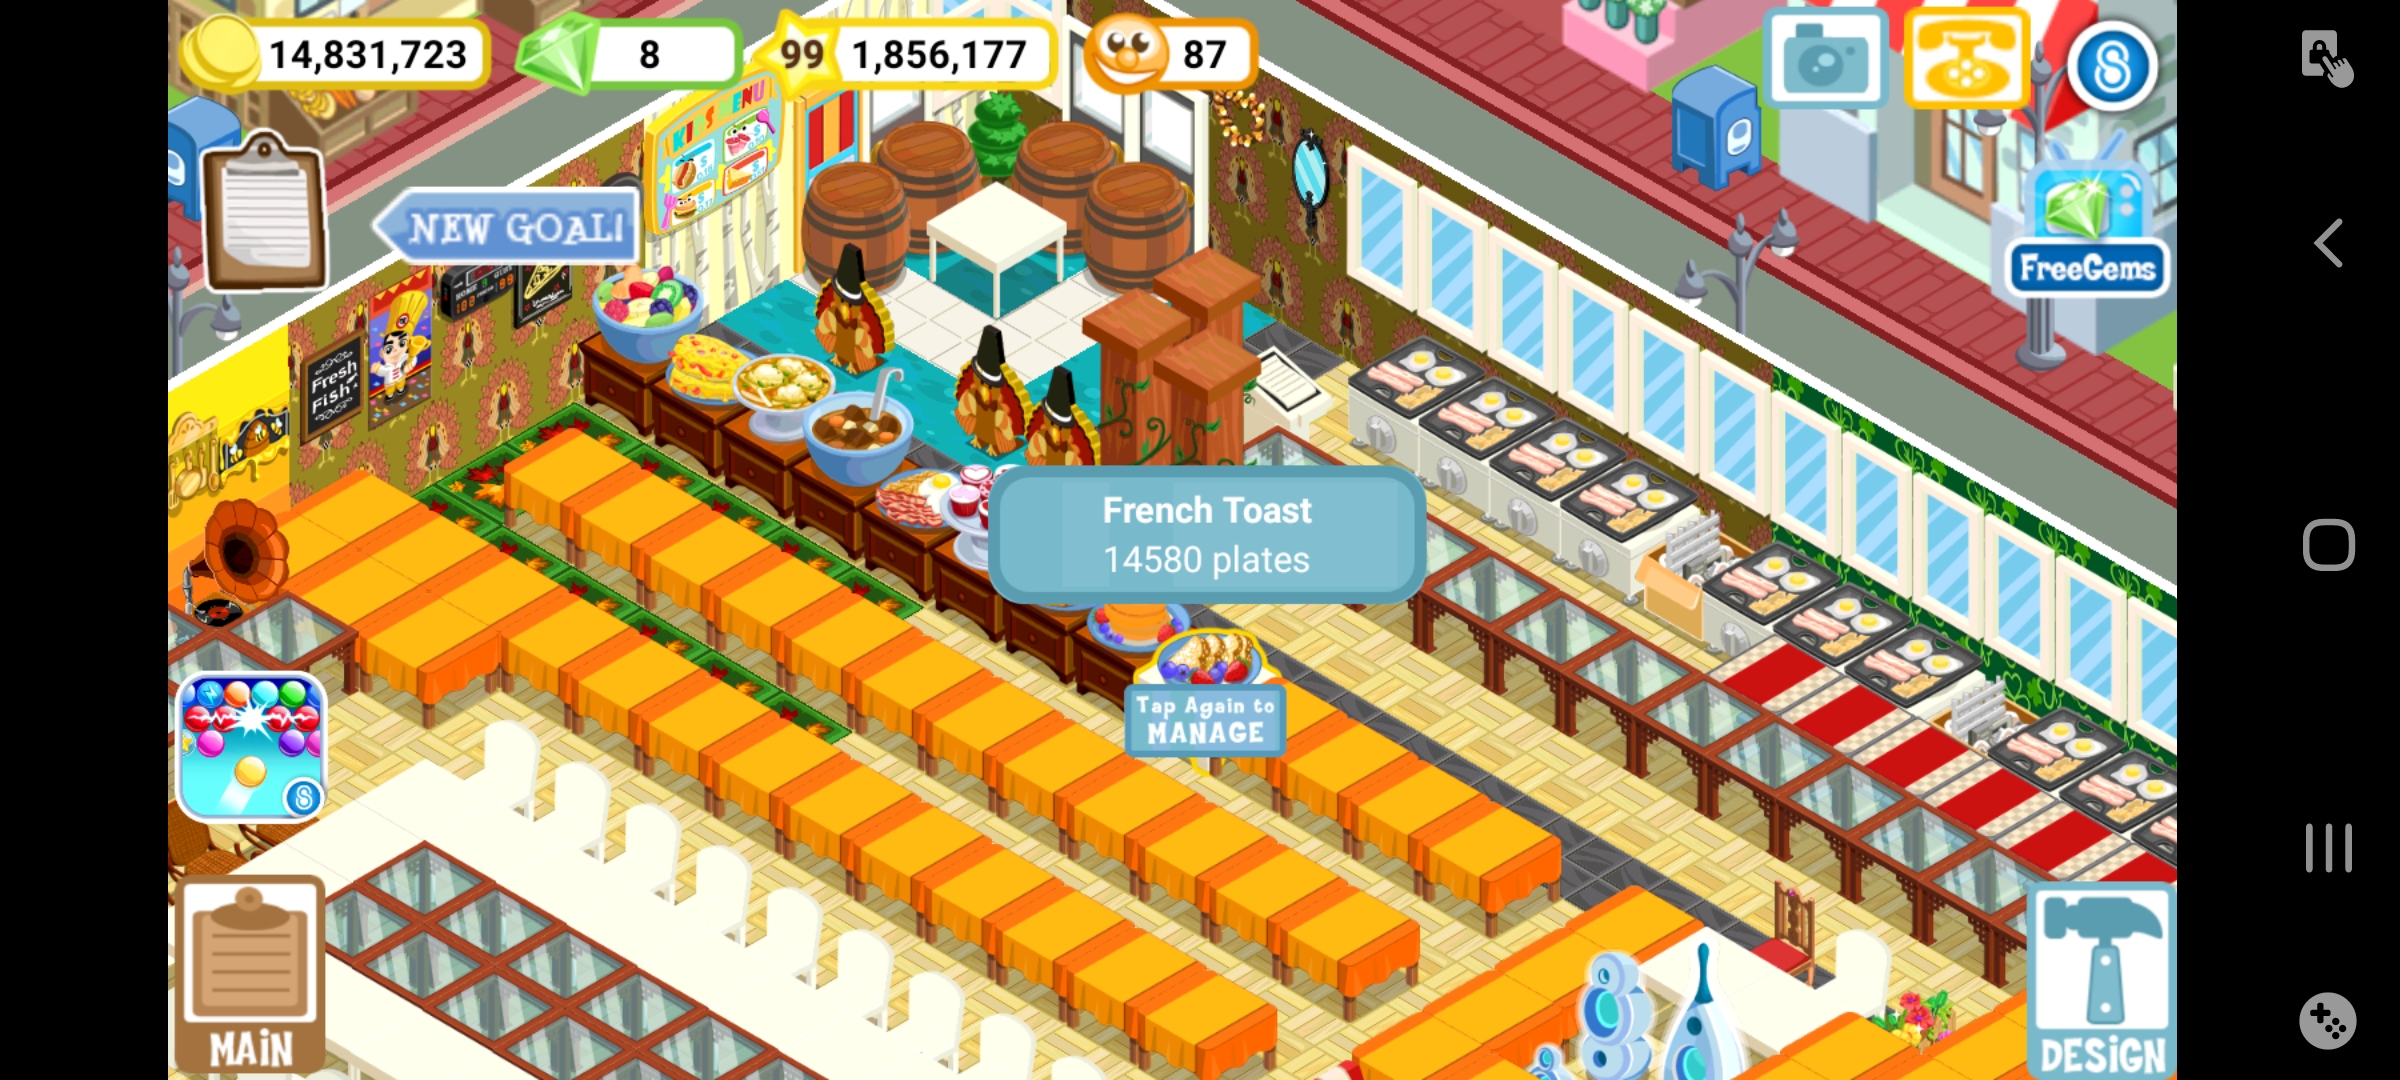 14,831,723
8
99
1,856,177
87
KIDS MENU
NEW GOAL!
FreeGems
Fresh
Fish
French Toast
14580 plates
Tap Again to
MANAGE
MAIN
DESIGN